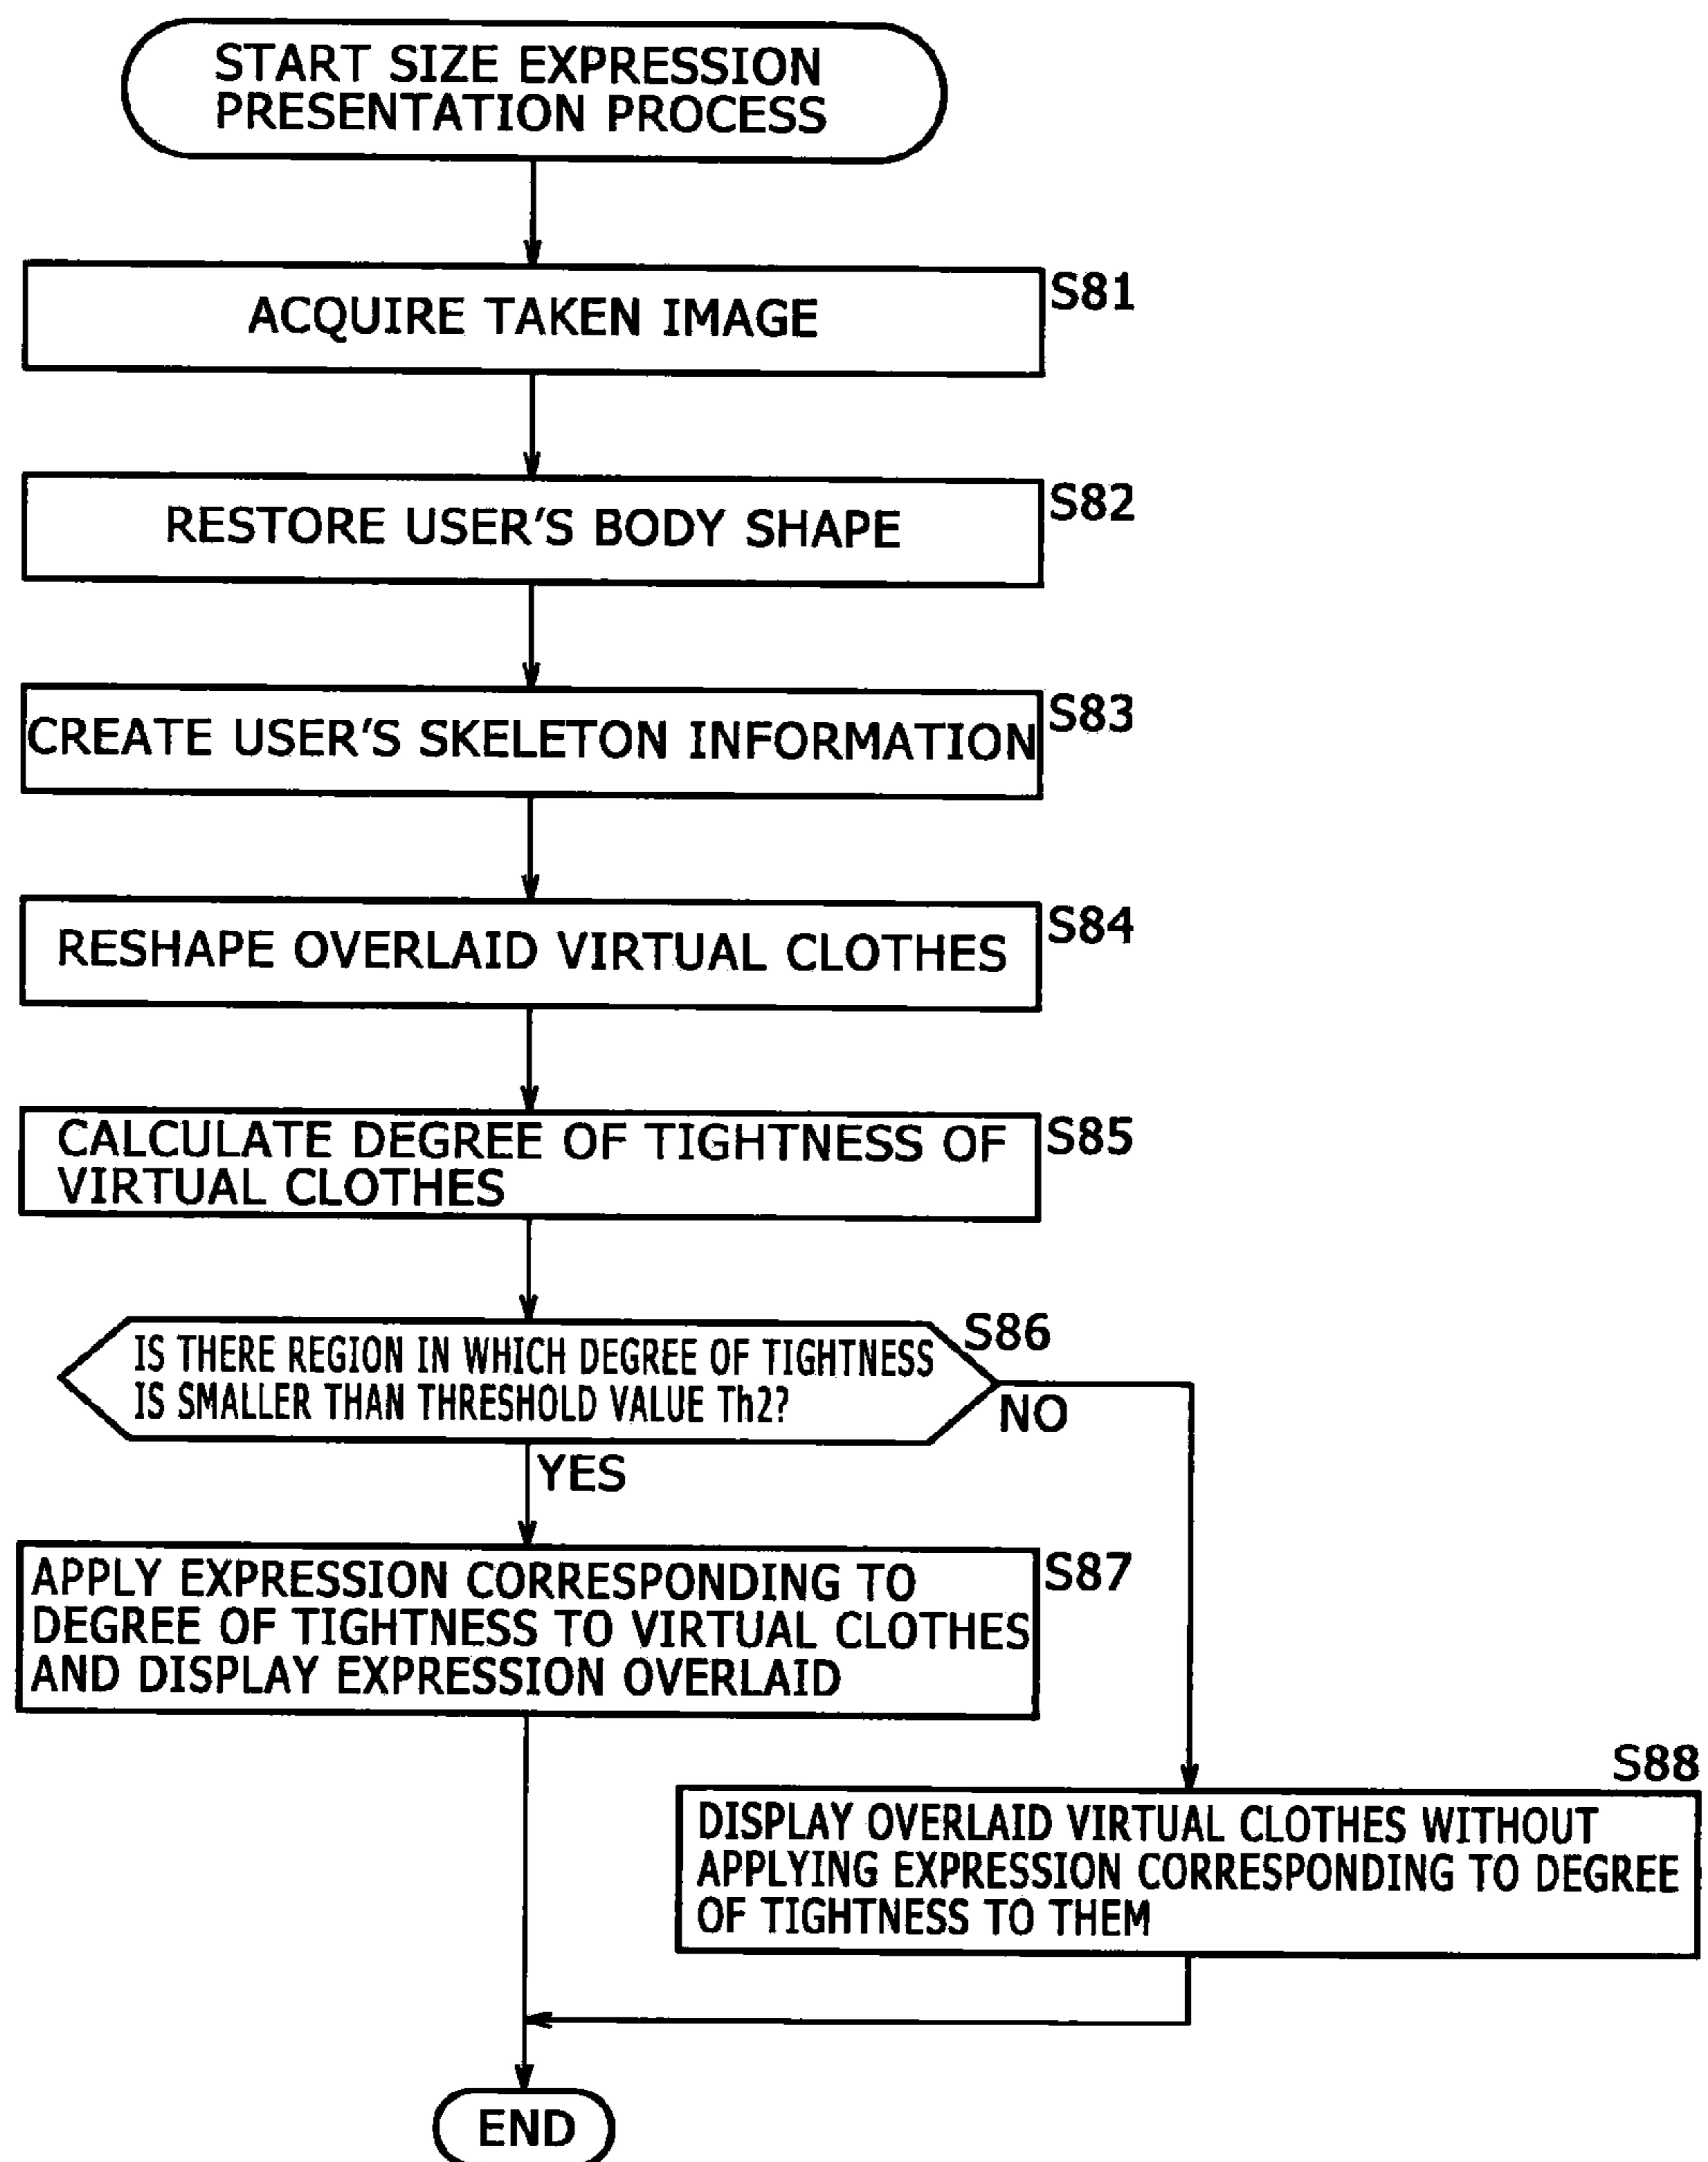 START SIZE EXPRESSION
PRESENTATION PROCESS
ACQUIRE TAKEN IMAGE
S81
RESTORE USER'S BODY SHAPE
S82
CREATE USER'S SKELETON INFORMATION
S83
RESHAPE OVERLAID VIRTUAL CLOTHES
S84
CALCULATE DEGREE OF TIGHTNESS OF
VIRTUAL CLOTHES
S85
IS THERE REGION IN WHICH DEGREE OF TIGHTNESS
IS SMALLER THAN THRESHOLD VALUE Th2?
S86
NO
YES
APPLY EXPRESSION CORRESPONDING TO
DEGREE OF TIGHTNESS TO VIRTUAL CLOTHES
AND DISPLAY EXPRESSION OVERLAID
S87
S88
DISPLAY OVERLAID VIRTUAL CLOTHES WITHOUT
APPLYING EXPRESSION CORRESPONDING TO DEGREE
OF TIGHTNESS TO THEM
END